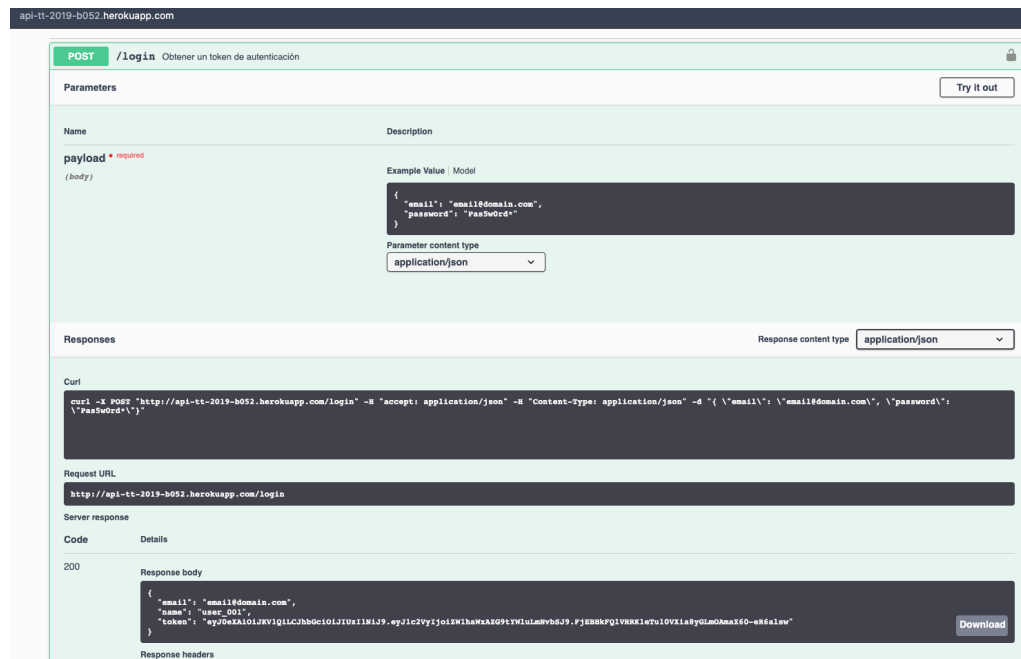 api-tt-2019-b052.herokuapp.com
POST /login Obtener un token de autenticación
Parameters
Try it out
Name Description
payload * required
(body)
Example Value | Model
{
"email": "email@domain.com",
"password": "Pas5w0rd*"
}
Parameter content type
application/json
Responses
Response content type application/json
Curl
curl -X POST "http://api-tt-2019-b052.herokuapp.com/login" -H "accept: application/json" -H "Content-Type: application/json" -d "{ \"email\": \"email@domain.com\", \"password\":
\"Pas5w0rd*\"}"
Request URL
http://api-tt-2019-b052.herokuapp.com/login
Server response
Code Details
200
Response body
{
"email": "email@domain.com",
"name": "user_001",
"token":
}
Download
Response headers